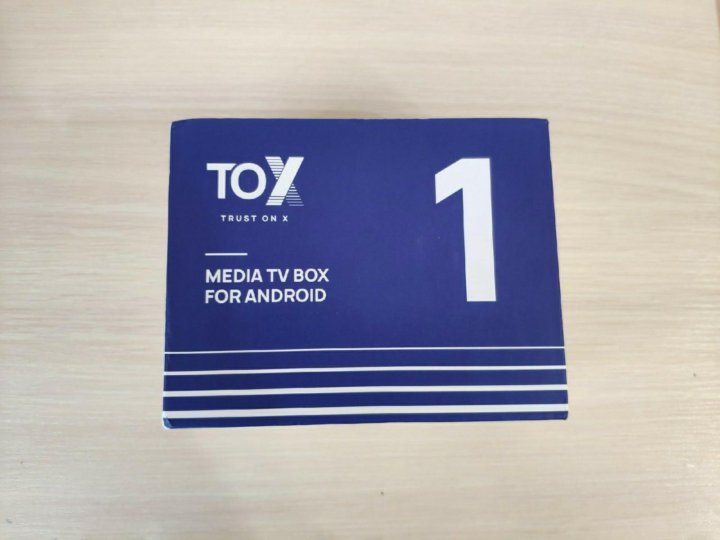 TOX
TRUST ON X
1
MEDIA TV BOX
FOR ANDROID